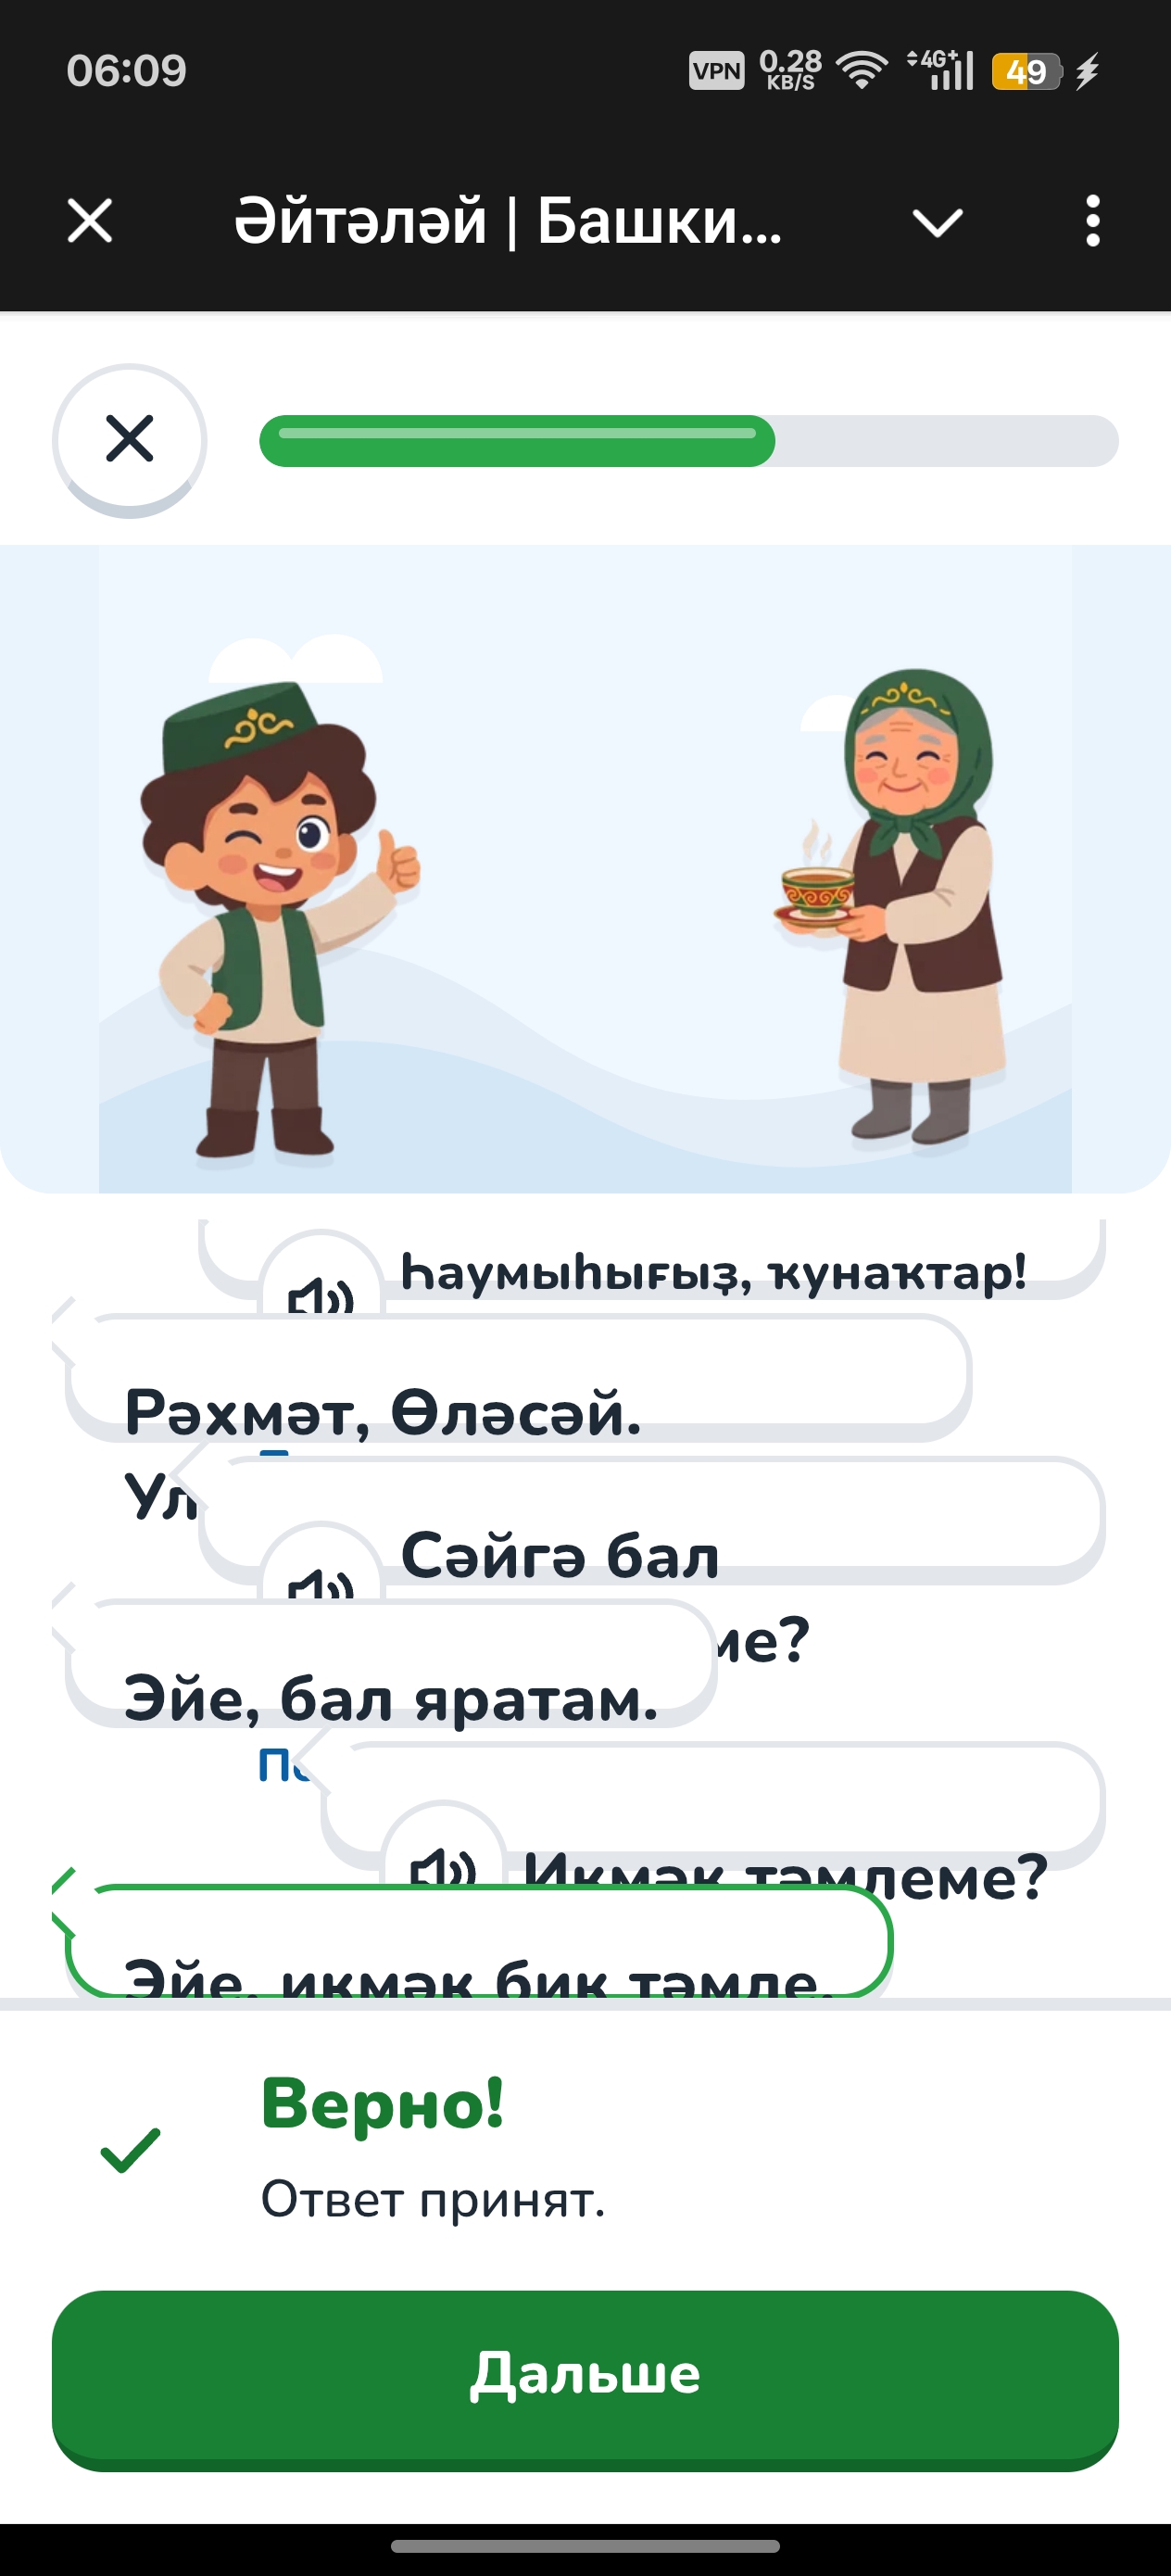 06:09
VPN 0.28 KB/S 4G+ 49
Әйтәләй | Башки...
Һаумыһығыҙ, ҡунаҡтар!
Рәхмәт, Өләсәй.
Сәйгә бал
Эйе, бал яратам.
Икмәк тәмлеме?
Эйе, икмәк бик тәмле.
Верно!
Ответ принят.
Дальше